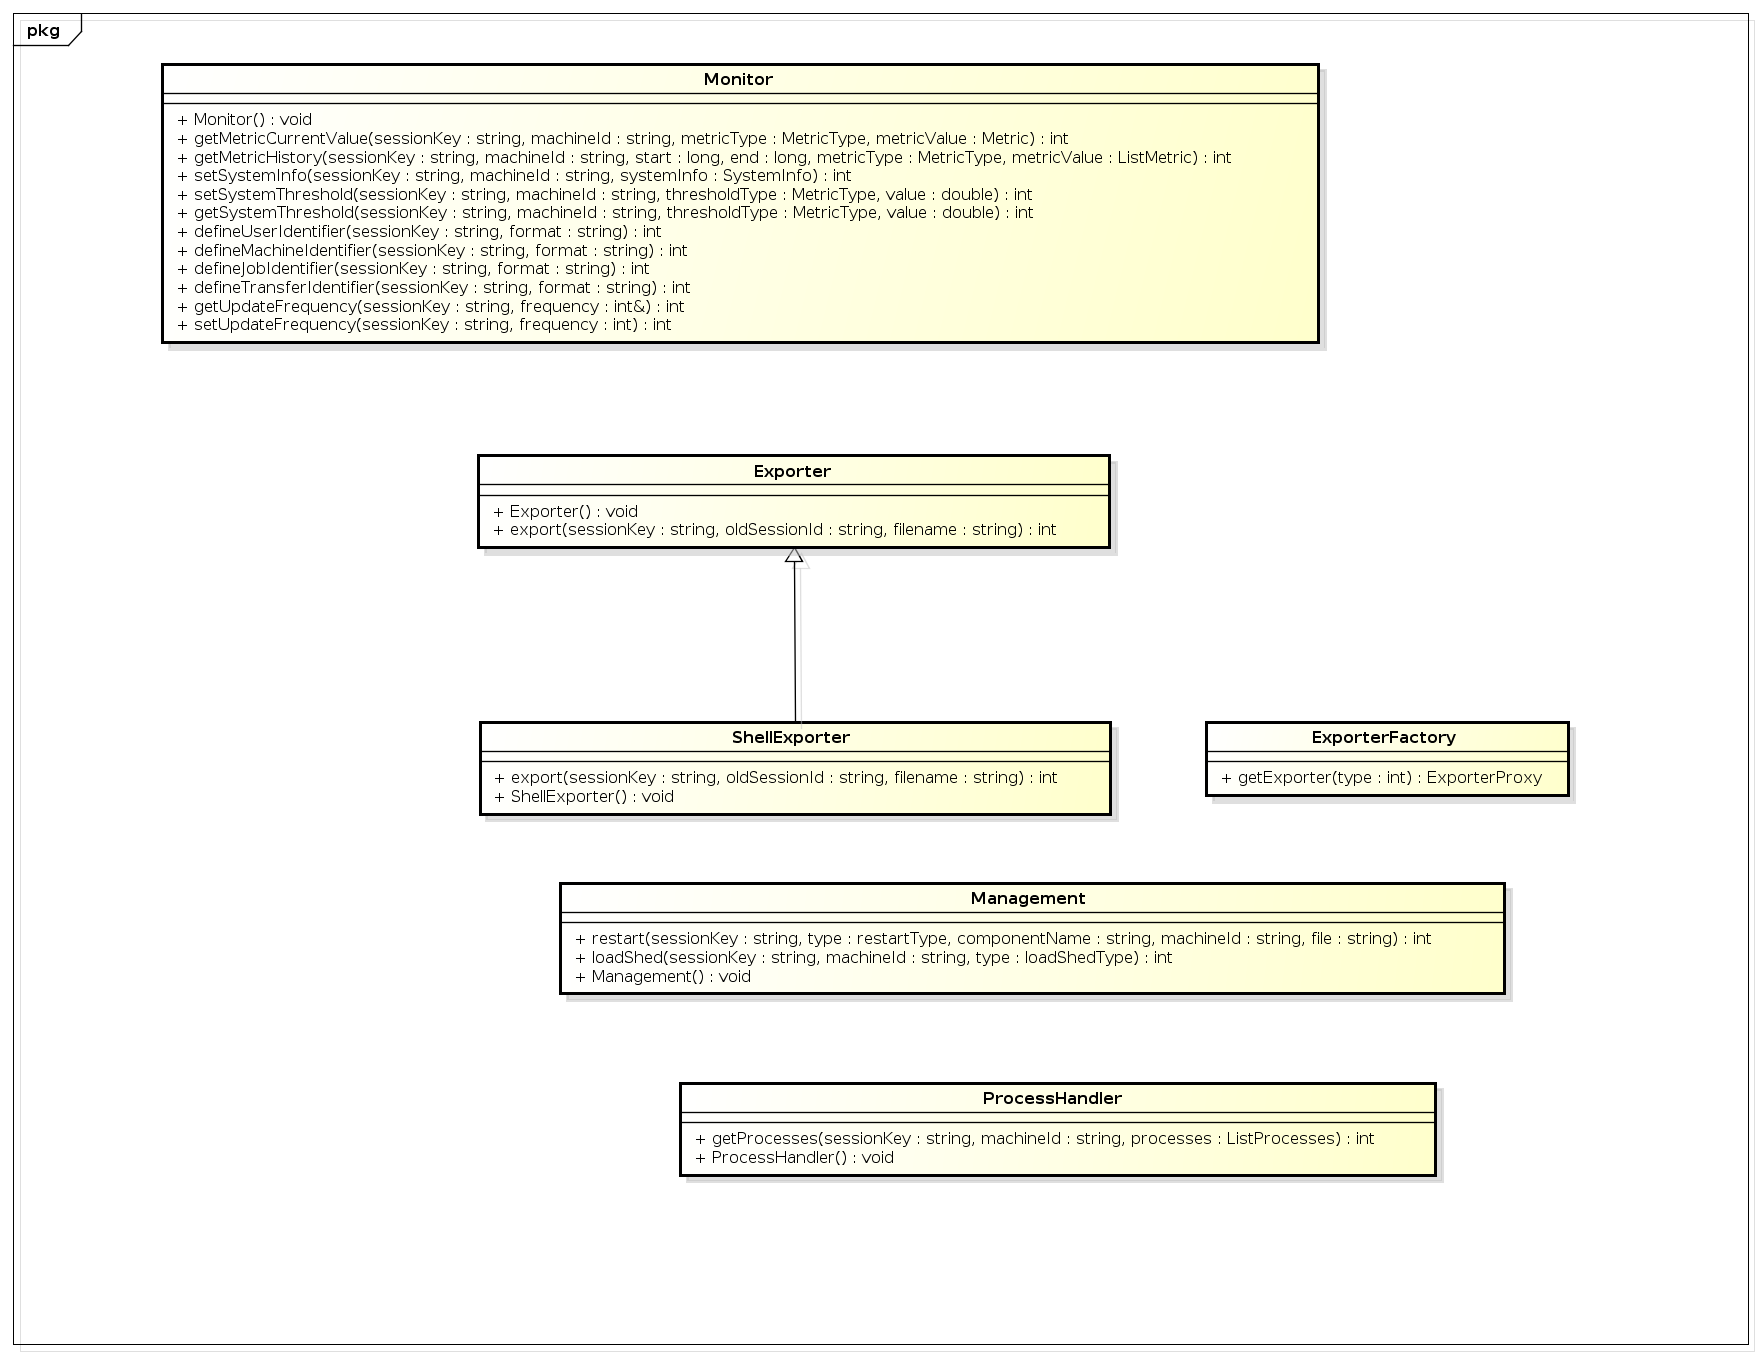 pkg
Monitor
+ Monitor() : void
+ getMetricCurrentValue(sessionKey : string, machineId : string, metricType : MetricType, metricValue : Metric) : int
+ getMetricHistory(sessionKey : string, machineId : string, start : long, end : long, metricType : MetricType, metricValue : ListMetric) : int
+ setSystemInfo(sessionKey : string, machineId : string, systemInfo : SystemInfo) : int
+ setSystemThreshold(sessionKey : string, machineId : string, thresholdType : MetricType, value : double) : int
+ getSystemThreshold(sessionKey : string, machineId : string, thresholdType : MetricType, value : double) : int
+ defineUserIdentifier(sessionKey : string, format : string) : int
+ defineMachineIdentifier(sessionKey : string, format : string) : int
+ defineJobIdentifier(sessionKey : string, format : string) : int
+ defineTransferIdentifier(sessionKey : string, format : string) : int
+ getUpdateFrequency(sessionKey : string, frequency : int&) : int
+ setUpdateFrequency(sessionKey : string, frequency : int) : int
Exporter
+ Exporter() : void
+ export(sessionKey : string, oldSessionId : string, filename : string) : int
ShellExporter
+ export(sessionKey : string, oldSessionId : string, filename : string) : int
+ ShellExporter() : void
ExporterFactory
+ getExporter(type : int) : ExporterProxy
Management
+ restart(sessionKey : string, type : restartType, componentName : string, machineId : string, file : string) : int
+ loadShed(sessionKey : string, machineId : string, type : loadShedType) : int
+ Management() : void
ProcessHandler
+ getProcesses(sessionKey : string, machineId : string, processes : ListProcesses) : int
+ ProcessHandler() : void